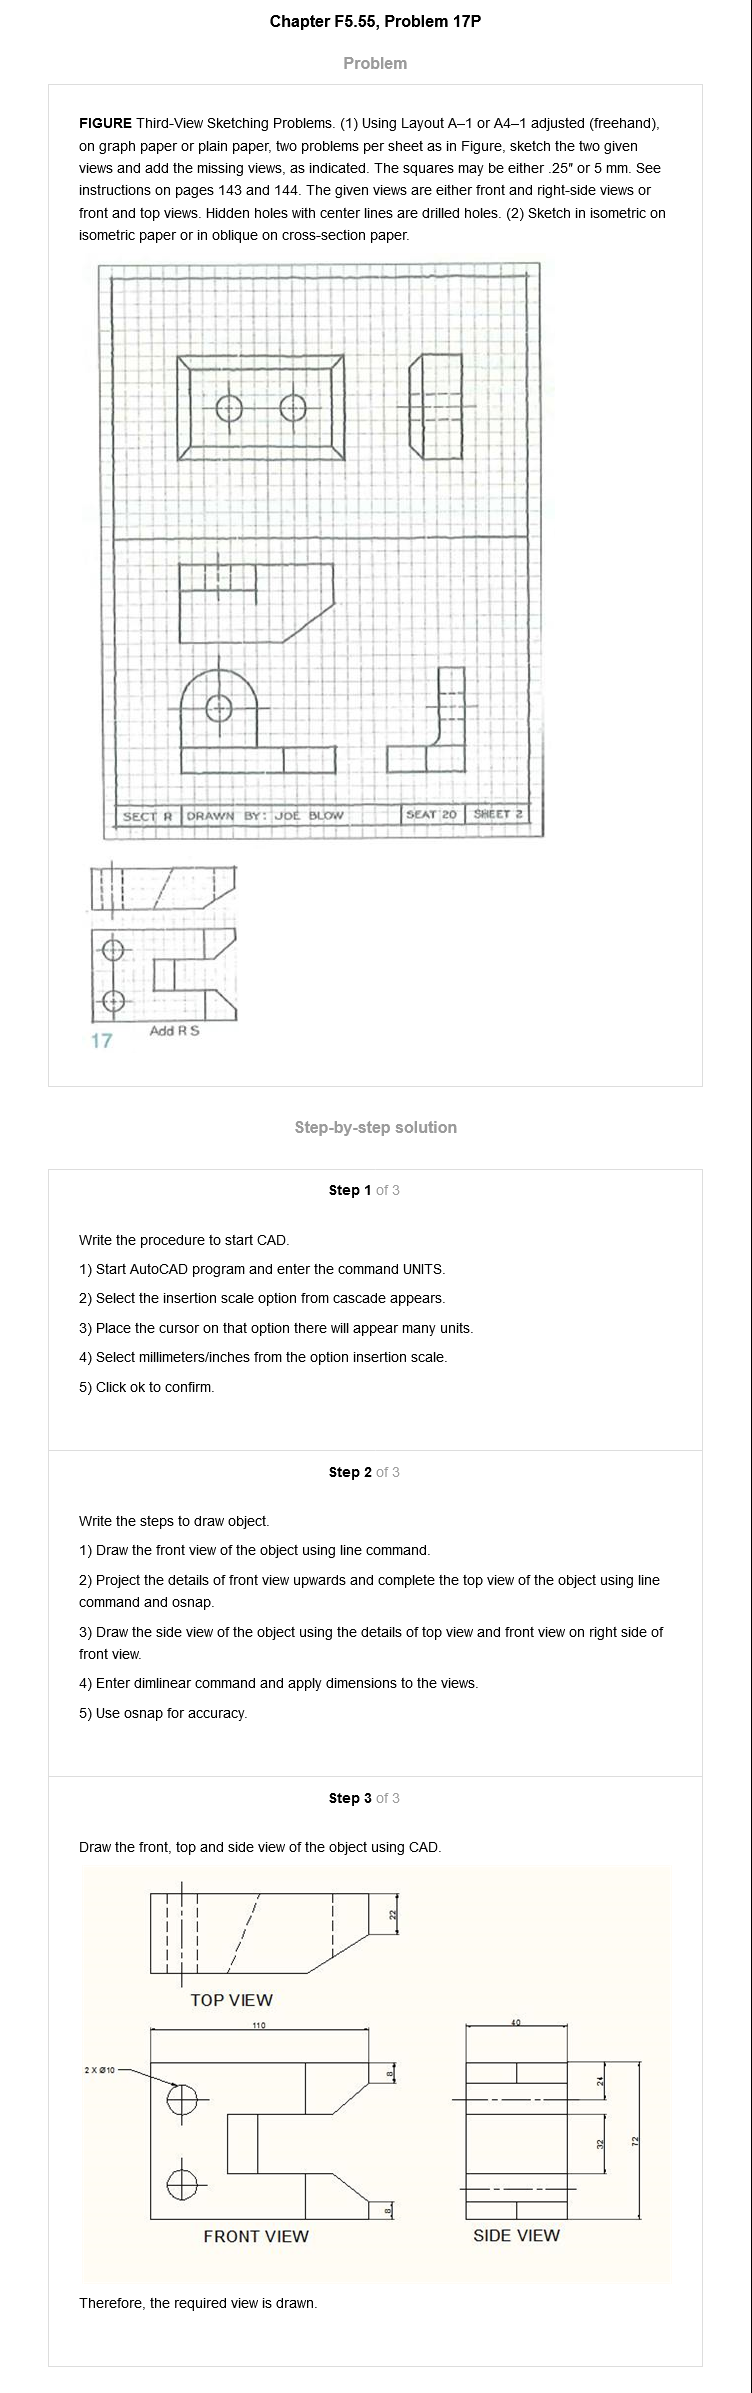 Chapter F5.55, Problem 17P
Problem
FIGURE Third-View Sketching Problems. (1) Using Layout A–1 or A4–1 adjusted (freehand),
on graph paper or plain paper, two problems per sheet as in Figure, sketch the two given
views and add the missing views, as indicated. The squares may be either .25″ or 5 mm. See
instructions on pages 143 and 144. The given views are either front and right-side views or
front and top views. Hidden holes with center lines are drilled holes. (2) Sketch in isometric on
isometric paper or in oblique on cross-section paper.
SECT R DRAWN BY: JOE BLOW SEAT 20 SHEET 2
Add R S
17
Step-by-step solution
Step 1 of 3
Write the procedure to start CAD.
1) Start AutoCAD program and enter the command UNITS.
2) Select the insertion scale option from cascade appears.
3) Place the cursor on that option there will appear many units.
4) Select millimeters/inches from the option insertion scale.
5) Click ok to confirm.
Step 2 of 3
Write the steps to draw object.
1) Draw the front view of the object using line command.
2) Project the details of front view upwards and complete the top view of the object using line
command and osnap.
3) Draw the side view of the object using the details of top view and front view on right side of
front view.
4) Enter dimlinear command and apply dimensions to the views.
5) Use osnap for accuracy.
Step 3 of 3
Draw the front, top and side view of the object using CAD.
22
TOP VIEW
110
40
2 X Ø10
8
24
32
72
8
FRONT VIEW
SIDE VIEW
Therefore, the required view is drawn.